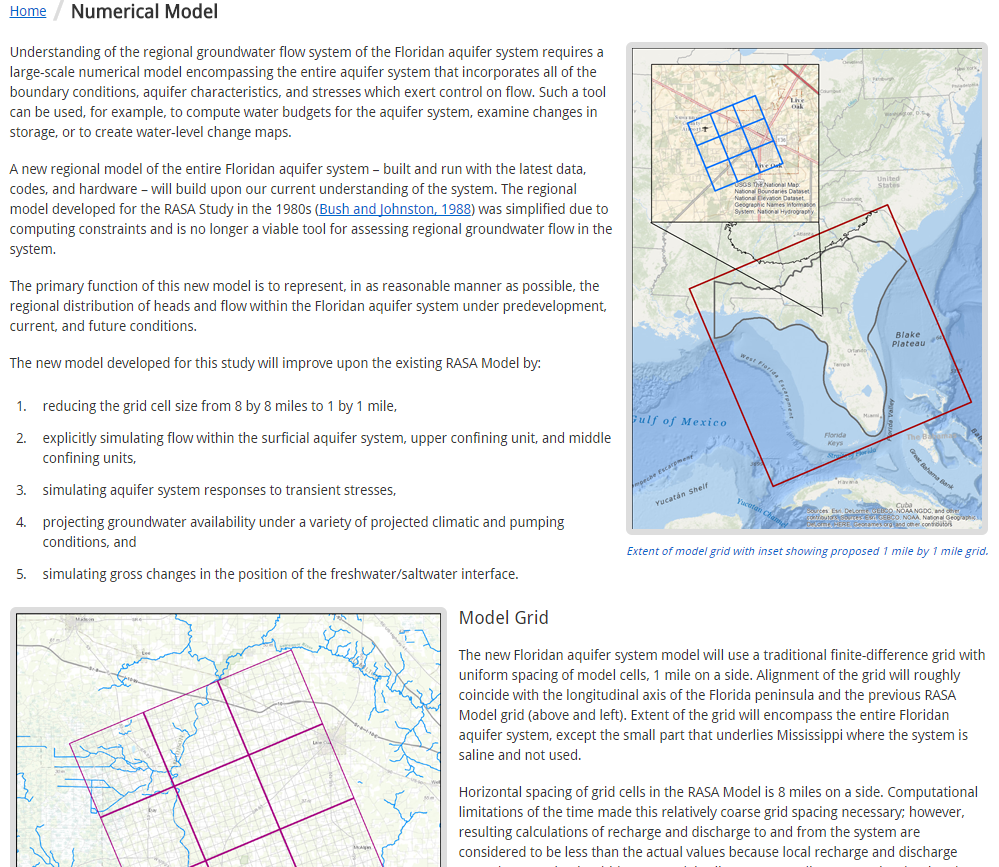 Home / Numerical Model
Understanding of the regional groundwater flow system of the Floridan aquifer system requires a
large-scale numerical model encompassing the entire aquifer system that incorporates all of the
boundary conditions, aquifer characteristics, and stresses which exert control on flow. Such a tool
can be used, for example, to compute water budgets for the aquifer system, examine changes in
storage, or to create water-level change maps.
A new regional model of the entire Floridan aquifer system – built and run with the latest data,
codes, and hardware – will build upon our current understanding of the system. The regional
model developed for the RASA Study in the 1980s (Bush and Johnston, 1988) was simplified due to
computing constraints and is no longer a viable tool for assessing regional groundwater flow in the
system.
The primary function of this new model is to represent, in as reasonable manner as possible, the
regional distribution of heads and flow within the Floridan aquifer system under predevelopment,
current, and future conditions.
The new model developed for this study will improve upon the existing RASA Model by:
1. reducing the grid cell size from 8 by 8 miles to 1 by 1 mile,
2. explicitly simulating flow within the surficial aquifer system, upper confining unit, and middle
confining units,
3. simulating aquifer system responses to transient stresses,
4. projecting groundwater availability under a variety of projected climatic and pumping
conditions, and
5. simulating gross changes in the position of the freshwater/saltwater interface.
Live
Oak
USGS The National Map
National Boundaries Dataset,
National Elevation Dataset,
Geographic Names Information
System, National Hydrography
Washington, D.C.
United
States
Atlanta
Blake
Plateau
West Florida Escarpment
Orlando
Tampa
Miami
Gulf of Mexico
Florida
Keys
Florida Valley
The Bahamas
Great Bahama Bank
Havana
Yucatán Shelf
Cuba
Extent of model grid with inset showing proposed 1 mile by 1 mile grid.
Model Grid
The new Floridan aquifer system model will use a traditional finite-difference grid with
uniform spacing of model cells, 1 mile on a side. Alignment of the grid will roughly
coincide with the longitudinal axis of the Florida peninsula and the previous RASA
Model grid (above and left). Extent of the grid will encompass the entire Floridan
aquifer system, except the small part that underlies Mississippi where the system is
saline and not used.
Horizontal spacing of grid cells in the RASA Model is 8 miles on a side. Computational
limitations of the time made this relatively coarse grid spacing necessary; however,
resulting calculations of recharge and discharge to and from the system are
considered to be less than the actual values because local recharge and discharge